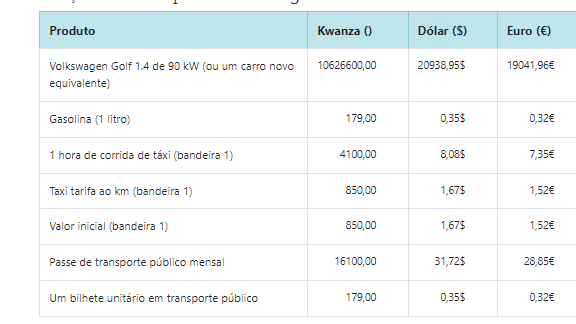 Produto Kwanza () Dólar ($) Euro (€)
Volkswagen Golf 1.4 de 90 kW (ou um carro novo 10626600,00 20938,95$ 19041,96€
equivalente)
Gasolina (1 litro) 179,00 0,35$ 0,32€
1 hora de corrida de táxi (bandeira 1) 4100,00 8,08$ 7,35€
Taxi tarifa ao km (bandeira 1) 850,00 1,67$ 1,52€
Valor inicial (bandeira 1) 850,00 1,67$ 1,52€
Passe de transporte público mensal 16100,00 31,72$ 28,85€
Um bilhete unitário em transporte público 179,00 0,35$ 0,32€